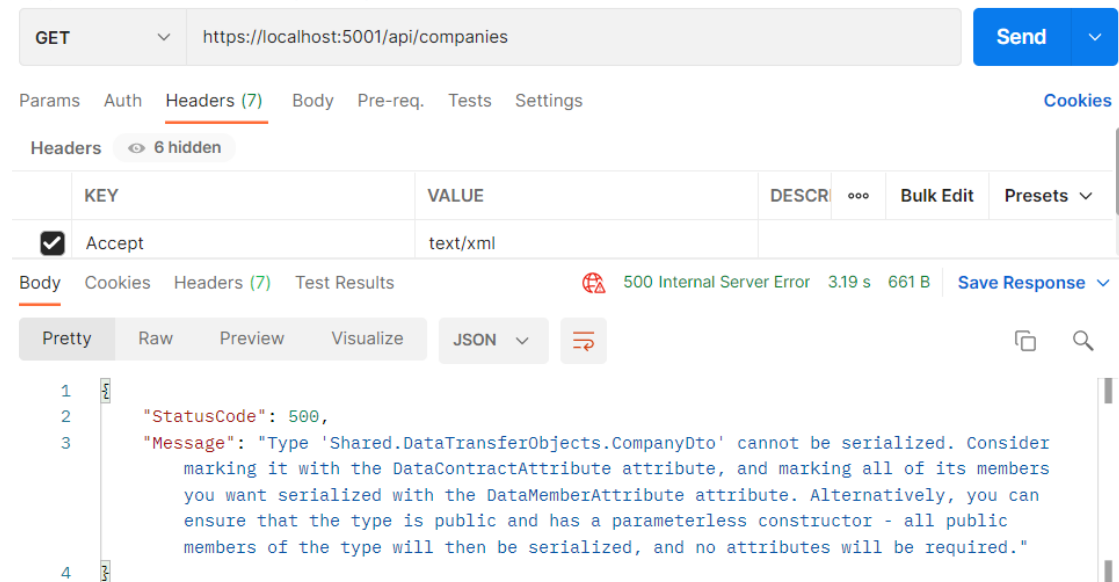 GET https://localhost:5001/api/companies Send
Params Auth Headers (7) Body Pre-req. Tests Settings Cookies
Headers 6 hidden
KEY VALUE DESCRI ooo Bulk Edit Presets
Accept text/xml
Body Cookies Headers (7) Test Results 500 Internal Server Error 3.19 s 661 B Save Response
Pretty Raw Preview Visualize JSON
1 {
2 "StatusCode": 500,
3 "Message": "Type 'Shared.DataTransferObjects.CompanyDto' cannot be serialized. Consider
marking it with the DataContractAttribute attribute, and marking all of its members
you want serialized with the DataMemberAttribute attribute. Alternatively, you can
ensure that the type is public and has a parameterless constructor - all public
members of the type will then be serialized, and no attributes will be required."
4 }